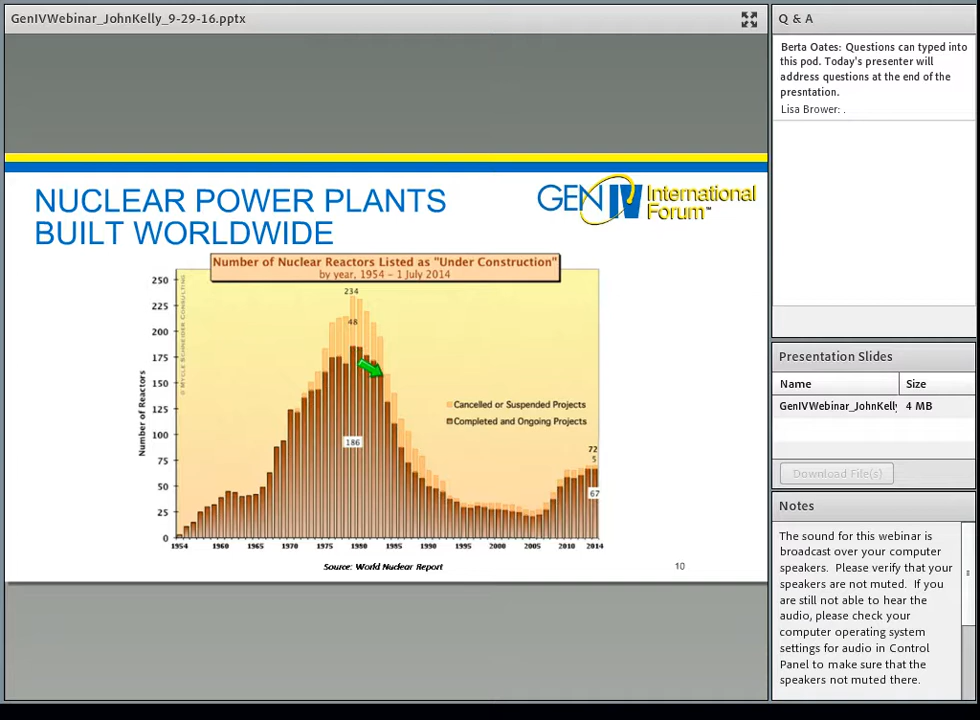 GenIVWebinar_JohnKelly_9-29-16.pptx
NUCLEAR POWER PLANTS
BUILT WORLDWIDE
GEN IV International
Forum™
Number of Nuclear Reactors Listed as "Under Construction"
by year, 1954 – 1 July 2014
© MYCLE SCHNEIDER CONSULTING
Number of Reactors
250
225
200
175
150
125
100
75
50
25
0
234
48
186
Cancelled or Suspended Projects
Completed and Ongoing Projects
72
5
67
1954 1960 1965 1970 1975 1980 1985 1990 1995 2000 2005 2010 2014
Source: World Nuclear Report
10
Q & A
Berta Oates: Questions can typed into
this pod. Today's presenter will
address questions at the end of the
presntation.
Lisa Brower: .
Presentation Slides
Name Size
GenIVWebinar_JohnKelly 4 MB
Download File(s)
Notes
The sound for this webinar is
broadcast over your computer
speakers. Please verify that your
speakers are not muted. If you
are still not able to hear the
audio, please check your
computer operating system
settings for audio in Control
Panel to make sure that the
speakers not muted there.